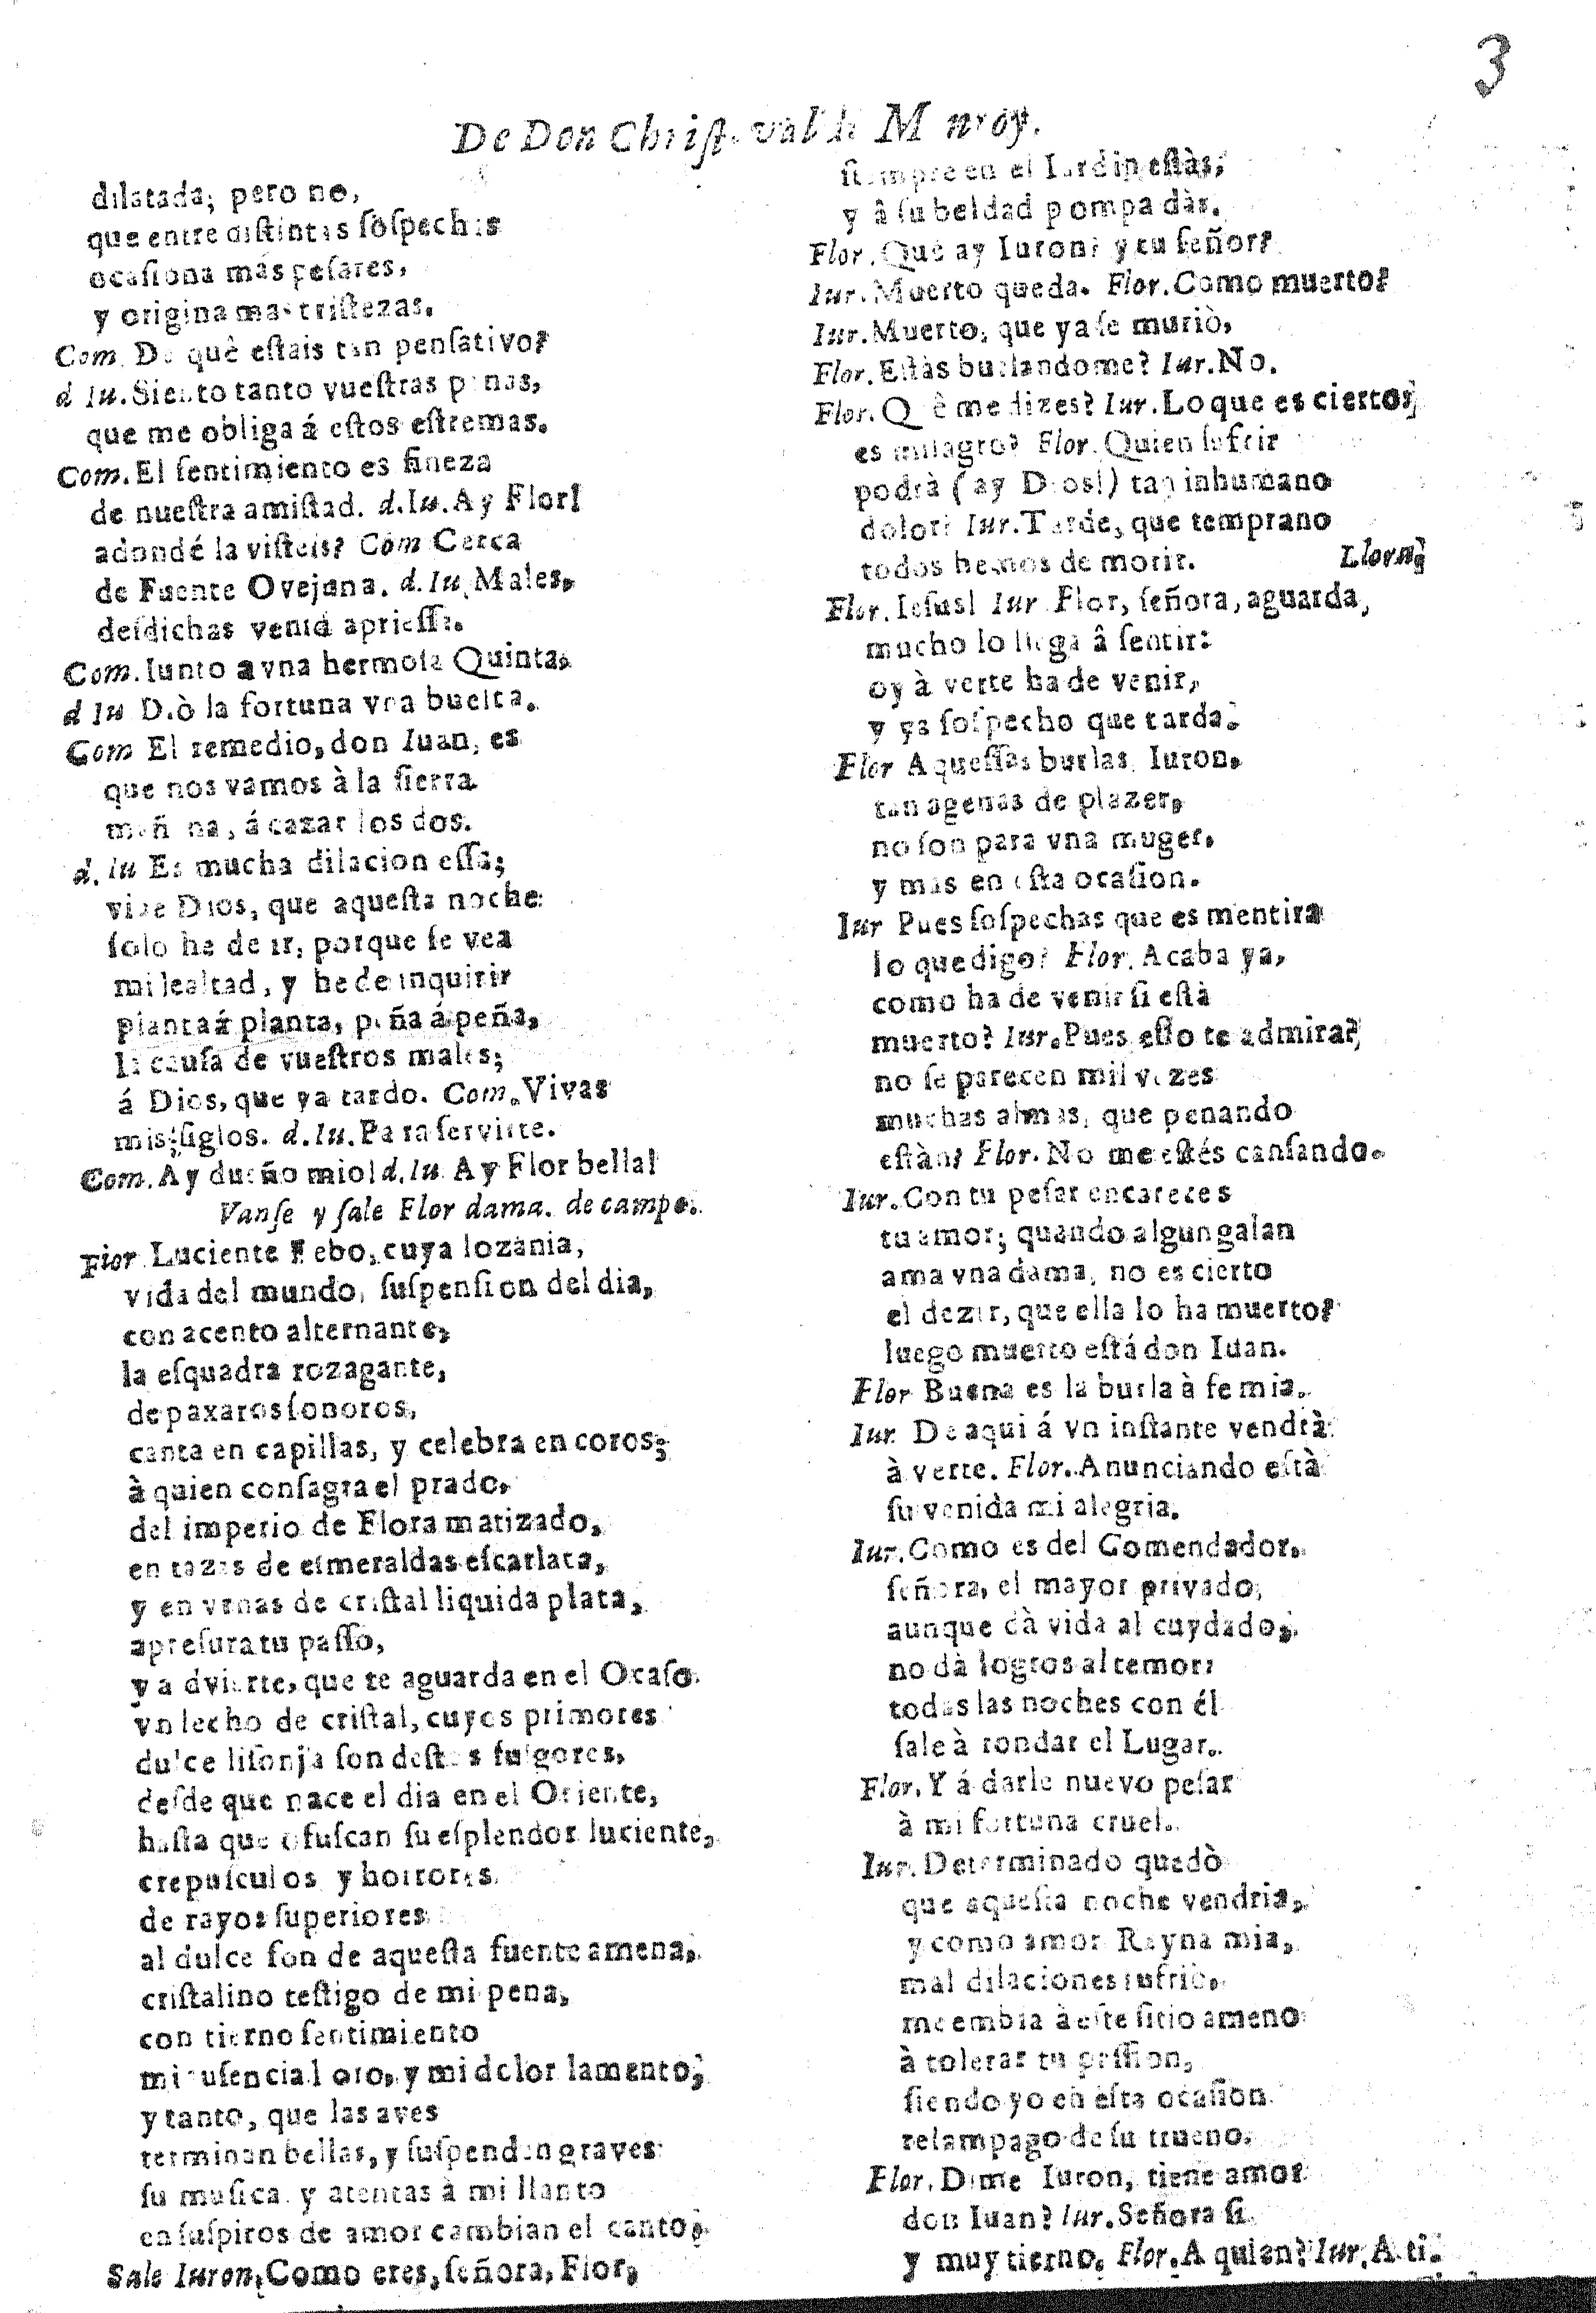 3
De Don Christoval de Monroy.
dilatada; pero no,
que entre distintas sospechas
ocasiona más pesares,
y origina mas tristezas.
Com. De què estais tan pensativo?
d Iu. Siento tanto vuestras penas,
que me obliga á estos estremas.
Com. El sentimiento es fineza
de nuestra amistad. d. Iu. Ay Flor!
adondé la visteis? Com Cerca
de Fuente Ovejuna. d. Iu. Males,
desdichas venid apriessa.
Com. Iunto a vna hermosa Quinta,
d Iu Diò la fortuna vna buelta.
Com El remedio, don Iuan, es
que nos vamos à la sierra
mañana, á cazar los dos.
d. Iu Es mucha dilacion essa;
vive Dios, que aquesta noche
solo he de ir, porque se vea
mi lealtad, y he de inquirir
planta á planta, peña á peña,
la causa de vuestros males;
á Dios, que ya tardo. Com. Vivas
mis siglos. d. Iu. Para servirte.
Com. Ay dueño mio! d. Iu. Ay Flor bella!
Vanse y sale Flor dama. de campo.
Flor Luciente Febo, cuya lozania,
vida del mundo, suspension del dia,
con acento alternante,
la esquadra rozagante,
de paxaros sonoros,
canta en capillas, y celebra en coros;
à quien consagra el prado,
del imperio de Flora matizado,
en tazas de esmeraldas escarlata,
y en venas de cristal liquida plata,
apresura tu passo,
y advierte, que te aguarda en el Ocaso
vn lecho de cristal, cuyos primores
dulce lisonja son destos fulgores,
desde que nace el dia en el Oriente,
hasta que ofuscan su esplendor luciente,
crepusculos y horrores
de rayos superiores
al dulce son de aquesta fuente amena,
cristalino testigo de mi pena,
con tierno sentimiento
mi ausencia loro, y mi dolor lamento;
y tanto, que las aves
terminan bellas, y suspenden graves
su musica y atentas à mi llanto
en suspiros de amor cambian el canto.
Sale Iuron. Como eres, señora, Flor,
siempre en el Iardin estàs,
y â su beldad pompa dàs.
Flor. Què ay Iuron? y tu señor?
Iur. Muerto queda. Flor. Como muerto?
Iur. Muerto, que ya se muriò,
Flor. Estàs burlandome? Iur. No.
Flor. Què me dizes? Iur. Lo que es cierto;
es milagro? Flor. Quien sufrir
podrà (ay Dios!) tan inhumano
dolor? Iur. Tarde, que temprano
todos hemos de morir. Llora.
Flor. Iesus! Iur Flor, señora, aguarda,
mucho lo llega â sentir:
oy à verte ha de venir,
y ya sospecho que tarda.
Flor Aquessas burlas Iuron,
tan agenas de plazer,
no son para vna muger,
y mas en esta ocasion.
Iur Pues sospechas que es mentira
lo que digo? Flor. Acaba ya,
como ha de venir si està
muerto? Iur. Pues esso te admira?
no se parecen mil vezes
muchas almas, que penando
estàn? Flor. No me estés cansando.
Iur. Con tu pesar encareces
tu amor; quando algun galan
ama vna dama, no es cierto
el dezir, que ella lo ha muerto?
luego muerto está don Iuan.
Flor Buena es la burla à fe mia.
Iur. De aqui á vn instante vendrà
à verte. Flor. Anunciando està
su venida mi alegria.
Iur. Como es del Comendador,
señora, el mayor privado,
aunque dà vida al cuydado,
no dà logros al temor:
todas las noches con él
sale à rondar el Lugar.
Flor. Y á darle nuevo pesar
à mi fortuna cruel.
Iur. Determinado quedò
que aquesta noche vendria,
y como amor Reyna mia,
mal dilaciones sufriò,
me embia à este sitio ameno
à tolerar tu passion,
siendo yo en esta ocasion
relampago de su trueno.
Flor. Dime Iuron, tiene amor
don Iuan? Iur. Señora si
y muy tierno. Flor. A quien? Iur. A ti.